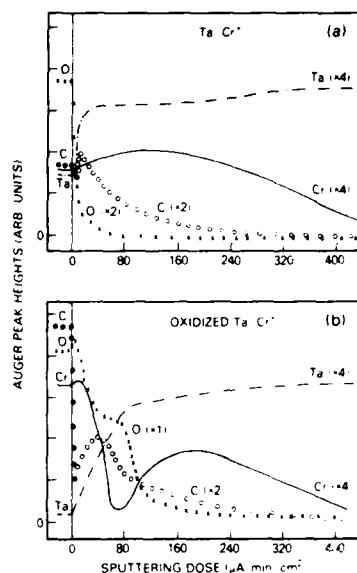 Ta Cr⁺ (a)
O
Ta (×4)
C
Ta
C (×2)
O (×2)
Cr (×4)
0
0 80 160 240 320 400
OXIDIZED Ta Cr⁺ (b)
C
O
Cr
Ta (×4)
O (×1)
C (×2
Cr (×4
Ta
0
0 80 160 240 320 400
AUGER PEAK HEIGHTS (ARB. UNITS)
SPUTTERING DOSE (μA min cm